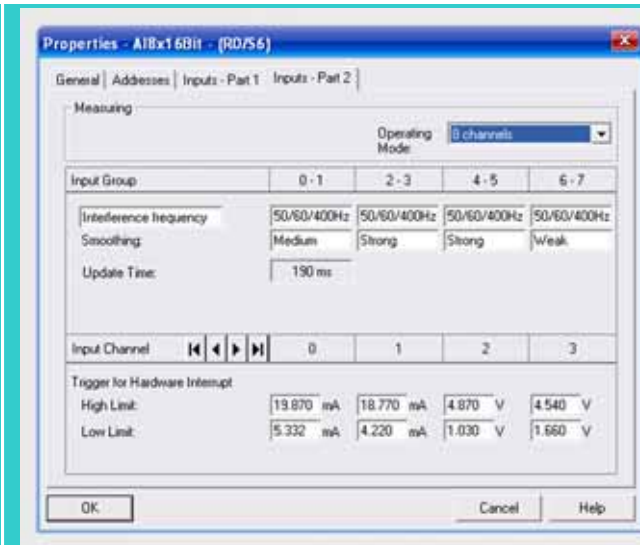 Properties - AI8x16Bit - (R0/S6)
General Addresses Inputs - Part 1 Inputs - Part 2
Measuring
Operating Mode: 8 channels
Input Group 0 - 1 2 - 3 4 - 5 6 - 7
Interference frequency 50/60/400Hz 50/60/400Hz 50/60/400Hz 50/60/400Hz
Smoothing: Medium Strong Strong Weak
Update Time: 190 ms
Input Channel 0 1 2 3
Trigger for Hardware Interrupt
High Limit: 19.870 mA 18.770 mA 4.870 V 4.540 V
Low Limit: 5.332 mA 4.220 mA 1.030 V 1.660 V
OK Cancel Help